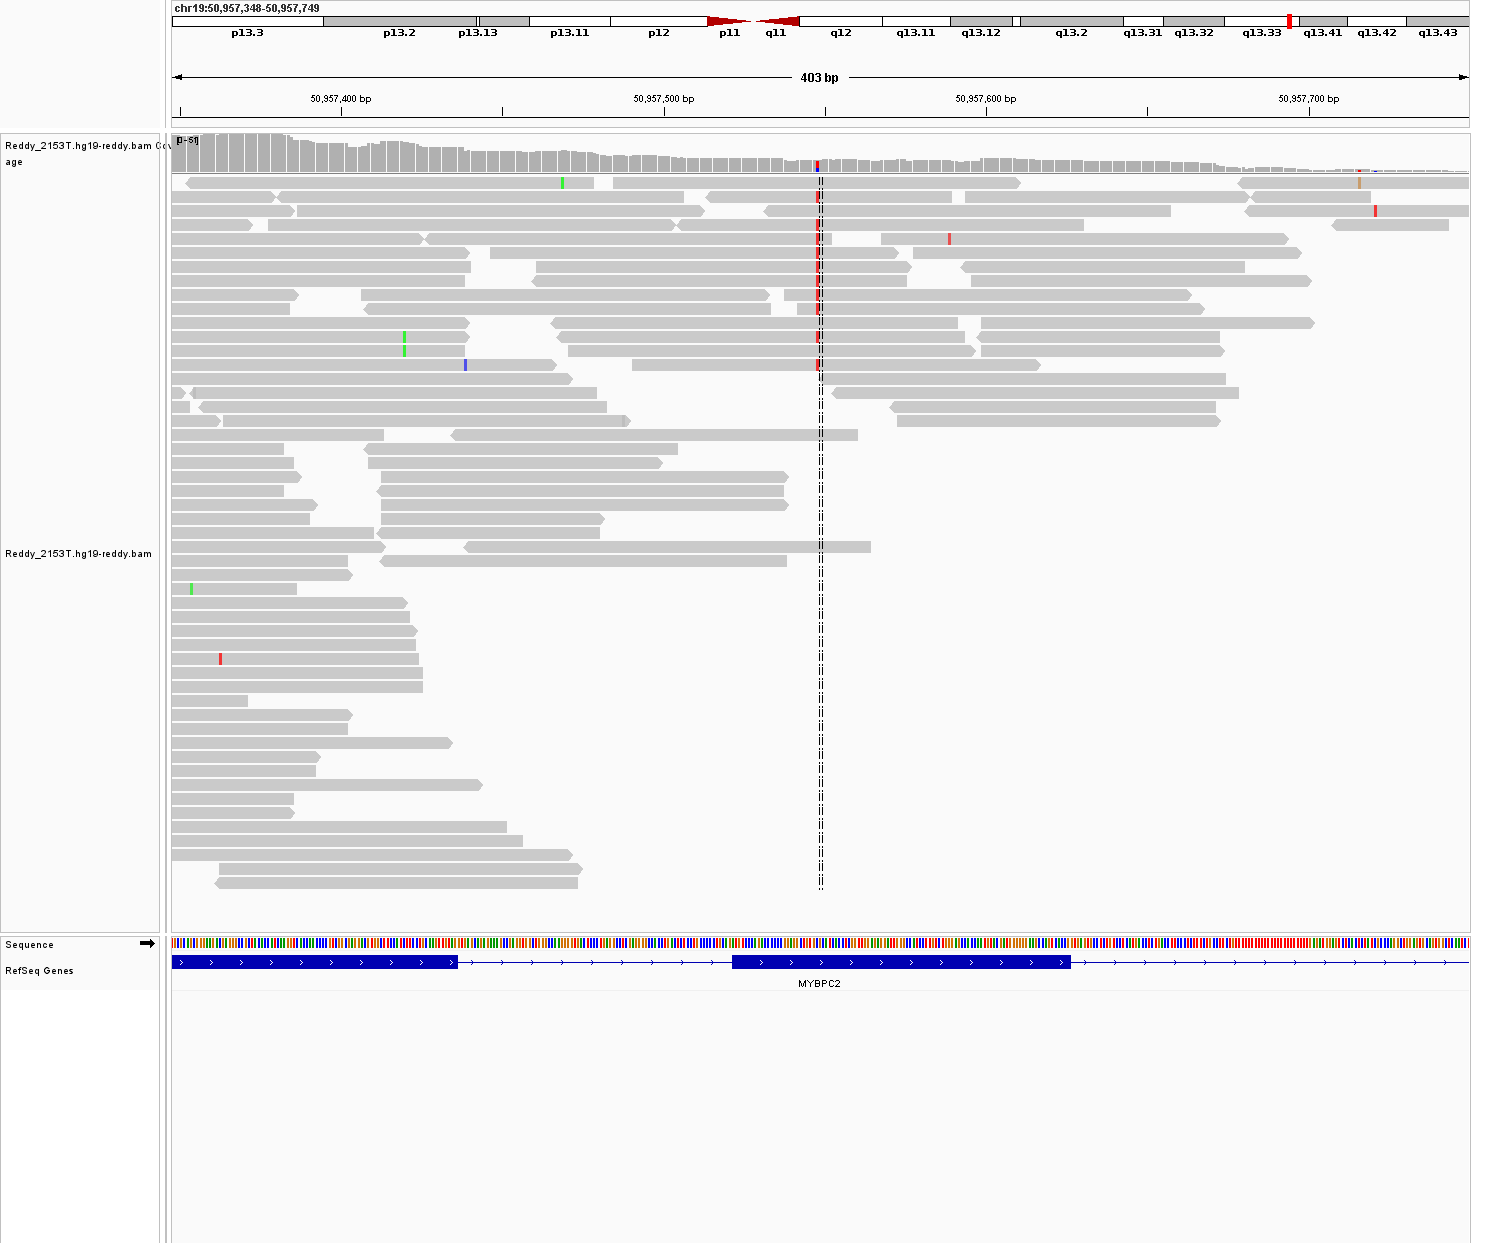 chr19:50,957,348-50,957,749
p13.3 p13.2 p13.13 p13.11 p12 p11 q11 q12 q13.11 q13.12 q13.2 q13.31 q13.32 q13.33 q13.41 q13.42 q13.43
403 bp
50,957,400 bp 50,957,500 bp 50,957,600 bp 50,957,700 bp
Reddy_2153T.hg19-reddy.bam Cov
age
[0-51]
Reddy_2153T.hg19-reddy.bam
Sequence
RefSeq Genes
MYBPC2